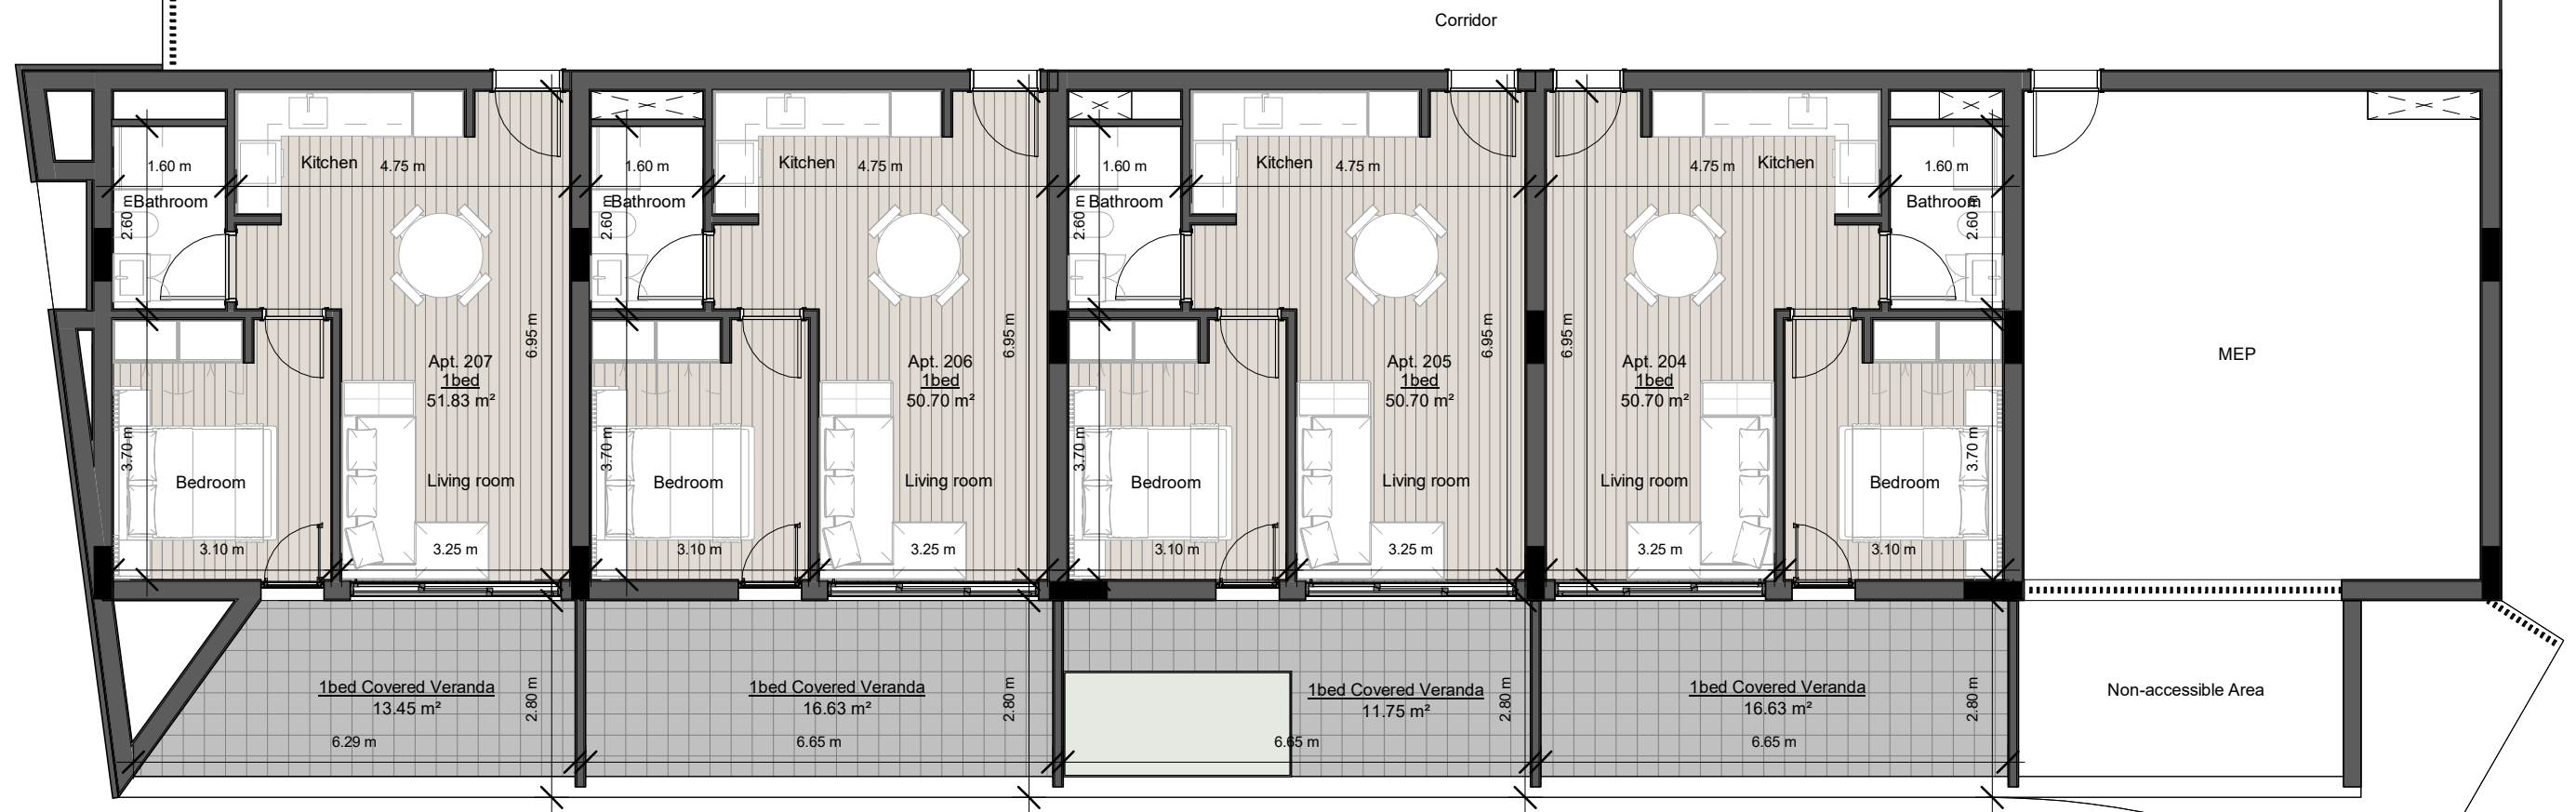 Corridor
Kitchen
4.75 m
1.60 m
Bathroom
2.60 m
Kitchen
4.75 m
1.60 m
Bathroom
2.60 m
Kitchen
4.75 m
1.60 m
Bathroom
2.60 m
4.75 m
Kitchen
1.60 m
Bathroom
2.60 m
6.95 m
6.95 m
6.95 m
6.95 m
MEP
Apt. 207
1bed
51.83 m²
Apt. 206
1bed
50.70 m²
Apt. 205
1bed
50.70 m²
Apt. 204
1bed
50.70 m²
3.70 m
Bedroom
Living room
3.70 m
Bedroom
Living room
3.70 m
Bedroom
Living room
Living room
Bedroom
3.70 m
3.10 m
3.25 m
3.10 m
3.25 m
3.10 m
3.25 m
3.25 m
3.10 m
1bed Covered Veranda
13.45 m²
2.80 m
6.29 m
1bed Covered Veranda
16.63 m²
2.80 m
6.65 m
1bed Covered Veranda
11.75 m²
2.80 m
6.65 m
1bed Covered Veranda
16.63 m²
2.80 m
6.65 m
Non-accessible Area